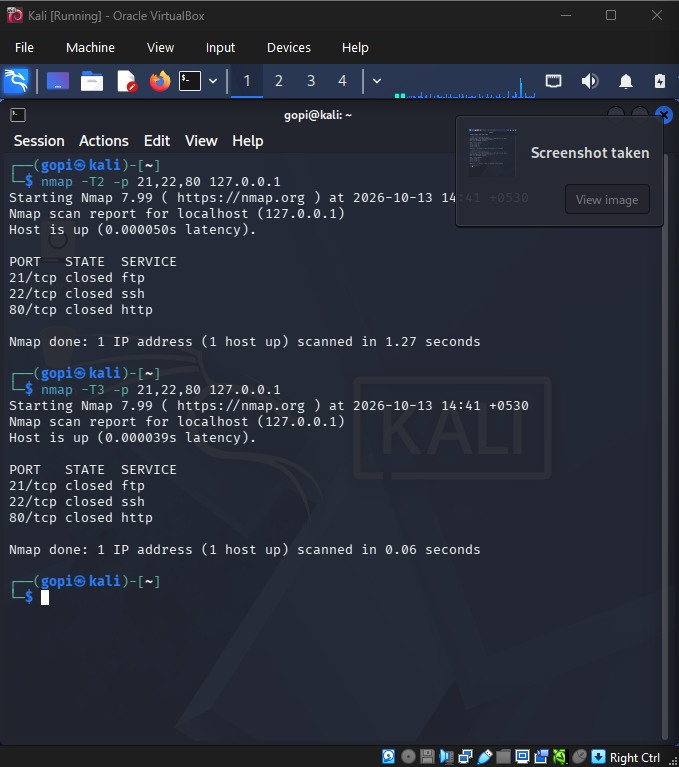 Kali [Running] - Oracle VirtualBox
File Machine View Input Devices Help
1 2 3 4
gopi@kali: ~
Session Actions Edit View Help
Screenshot taken
View image
┌──(gopi㉿kali)-[~]
└─$ nmap -T2 -p 21,22,80 127.0.0.1
Starting Nmap 7.99 ( https://nmap.org ) at 2026-10-13 14:41 +0530
Nmap scan report for localhost (127.0.0.1)
Host is up (0.000050s latency).
PORT   STATE  SERVICE
21/tcp closed ftp
22/tcp closed ssh
80/tcp closed http
Nmap done: 1 IP address (1 host up) scanned in 1.27 seconds
┌──(gopi㉿kali)-[~]
└─$ nmap -T3 -p 21,22,80 127.0.0.1
Starting Nmap 7.99 ( https://nmap.org ) at 2026-10-13 14:41 +0530
Nmap scan report for localhost (127.0.0.1)
Host is up (0.000039s latency).
KALI
PORT   STATE  SERVICE
21/tcp closed ftp
22/tcp closed ssh
80/tcp closed http
Nmap done: 1 IP address (1 host up) scanned in 0.06 seconds
┌──(gopi㉿kali)-[~]
└─$
Right Ctrl